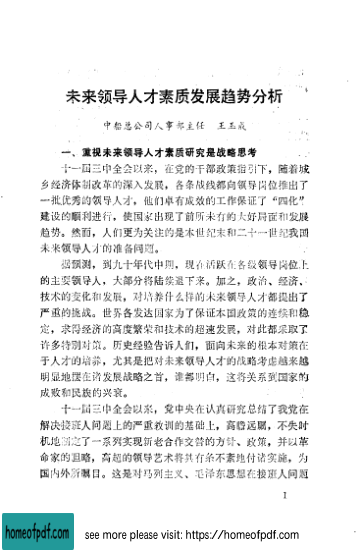 未来领导人才素质发展趋势分析
中船总公司人事部主任 王玉成
一、重视未来领导人才素质研究是战略思考
十一届三中全会以来，在党的干部政策指引下，随着城
乡经济体制改革的深入发展，各条战线都向领导岗位推出了
一批优秀的领导人才，他们卓有成效的工作保证了“四化”
建设的顺利进行，使国家出现了前所未有的大好局面和发展
趋势。然而，人们更为关注的是本世纪末和二十一世纪我国
未来领导人才的准备问题。
据预测，到九十年代中期，现在活跃在各级领导岗位上
的主要领导人，大部分将陆续退下来。加之，政治、经济、
技术的变化和发展，对培养什么样的未来领导人才都提出了
严重的挑战。世界各发达国家为了保证本国政策的连续和稳
定，求得经济的高度繁荣和技术的超速发展，对此都采取了
许多特别对策。历史经验告诉人们，面向未来的根本对策在
于人才的培养，尤其是把对未来领导人才的战略考虑越来越
明显地摆在诸发展战略之首，谁都明白，这将关系到国家的
成败和民族的兴衰。
十一届三中全会以来，党中央在认真研究总结了我党在
解决接班人问题上的严重教训的基础上，高瞻远瞩，不失时
机地制定了一系列实现新老合作交替的方针、政策，并以革
命家的胆略，高超的领导艺术将其有条不紊地付诸实施，为
国内外所瞩目。这是对马列主义、毛泽东思想在接班人问题
1
homeofpdf.com
see more please visit: https://homeofpdf.com